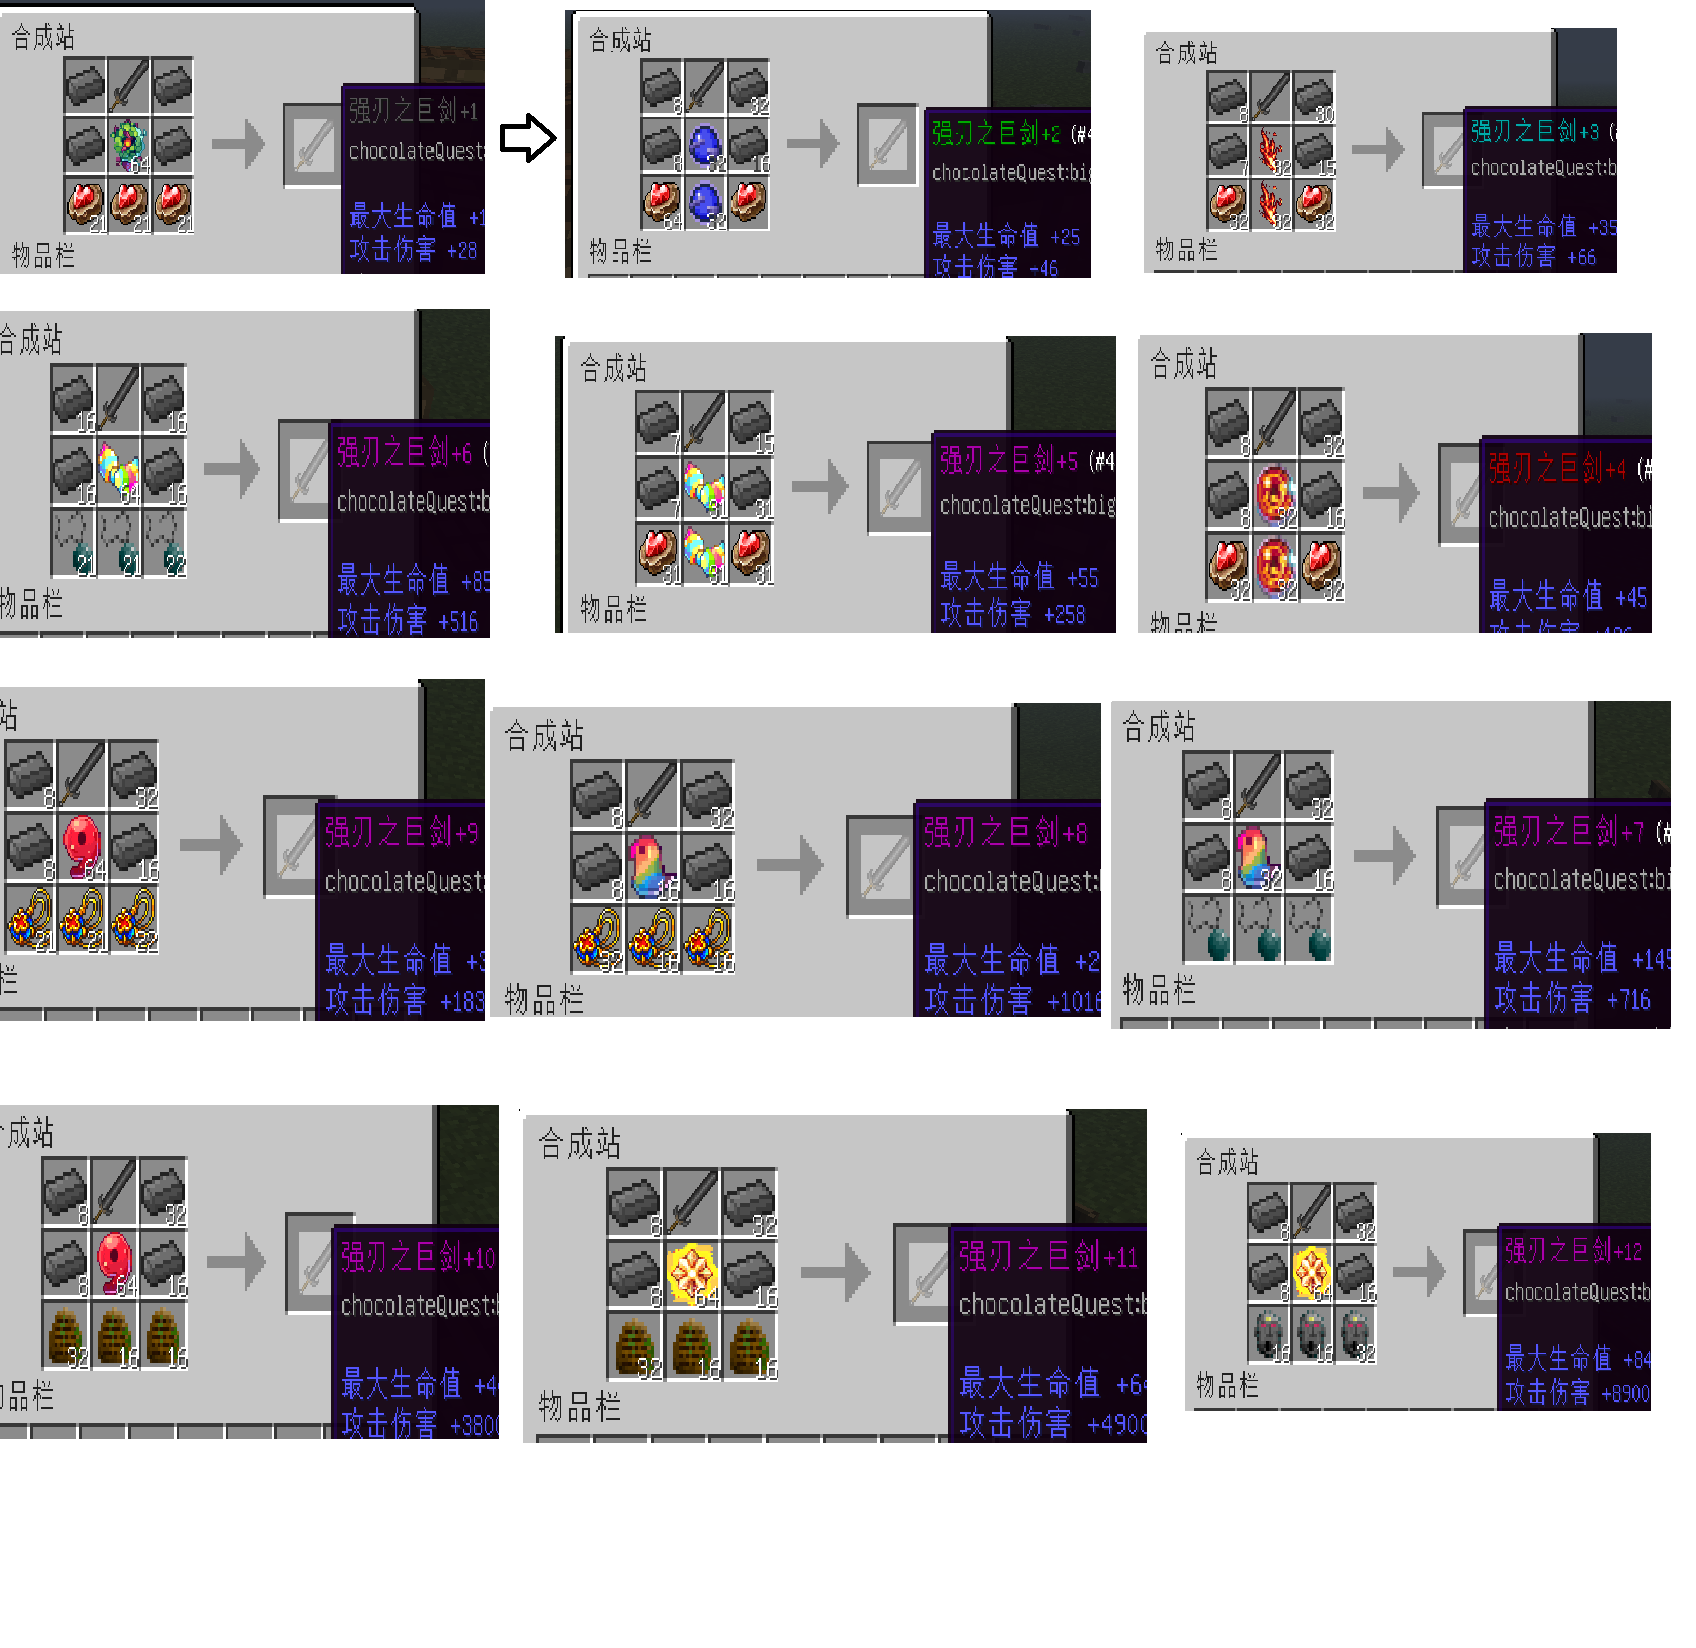 合成站
21 21 21
64
物品栏
强刃之巨剑+1
chocolateQuest:
最大生命值 +1
攻击伤害 +28
合成站
8 32
8 32 16
64 32
物品栏
强刃之巨剑+2 (#4
chocolateQuest:big
最大生命值 +25
攻击伤害 +46
合成站
8 30
7 32 15
32 32 32
物品栏
强刃之巨剑+3
chocolateQuest:b
最大生命值 +35
攻击伤害 +66
合成站
16 16
16 64 16
21 21 22
物品栏
强刃之巨剑+6 (
chocolateQuest:b
最大生命值 +85
攻击伤害 +516
合成站
7 15
7 31 31
31 31 31
物品栏
强刃之巨剑+5 (#4
chocolateQuest:big
最大生命值 +55
攻击伤害 +258
合成站
8 32
8 32 16
32 32 32
物品栏
强刃之巨剑+4 (#
chocolateQuest:bi
最大生命值 +45
站
8 32
8 64 16
21 21 22
栏
强刃之巨剑+9
chocolateQuest:
最大生命值 +3
攻击伤害 +183
合成站
8 32
8 16 16
32 16 16
物品栏
强刃之巨剑+8
chocolateQuest:
最大生命值 +2
攻击伤害 +1016
合成站
8 32
8 32 16
物品栏
强刃之巨剑+7 (#
chocolateQuest:bi
最大生命值 +149
攻击伤害 +716
成站
8 32
8 64 16
32 16 16
品栏
强刃之巨剑+10
chocolateQuest:
最大生命值 +4
攻击伤害 +3800
合成站
8 32
8 64 16
32 16 16
物品栏
强刃之巨剑+11
chocolateQuest:b
最大生命值 +6
攻击伤害 +4900
合成站
8 32
8 64 16
16 16 32
物品栏
强刃之巨剑+12
chocolateQuest:b
最大生命值 +84
攻击伤害 +8900